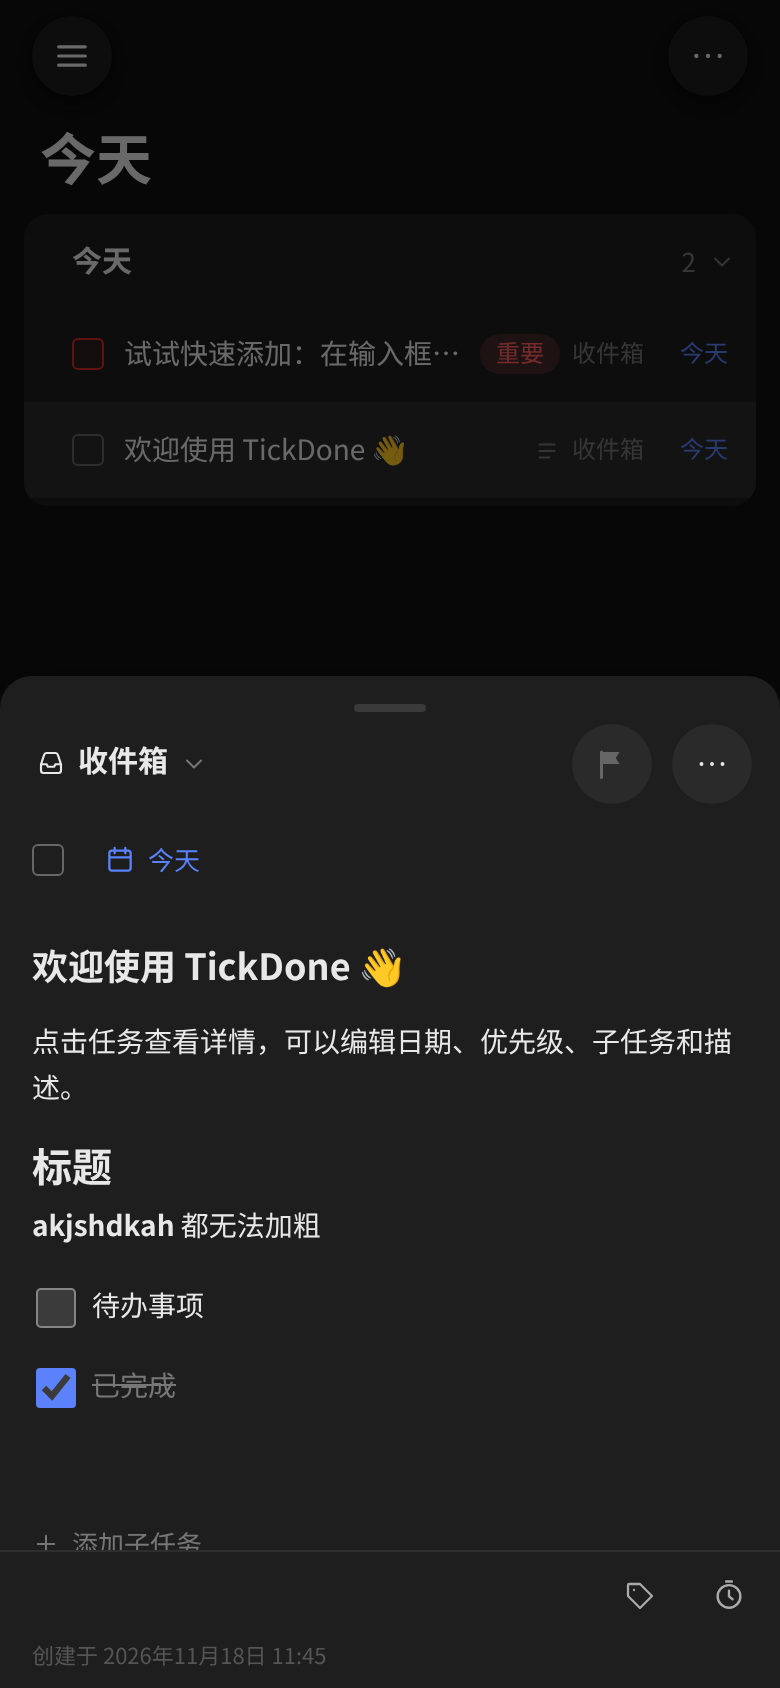 今天
今天 2
试试快速添加：在输入框… 重要 收件箱 今天
欢迎使用 TickDone 👋 收件箱 今天
收件箱
今天
欢迎使用 TickDone 👋
点击任务查看详情，可以编辑日期、优先级、子任务和描
述。
标题
akjshdkah 都无法加粗
待办事项
已完成
添加子任务
创建于 2026年11月18日 11:45